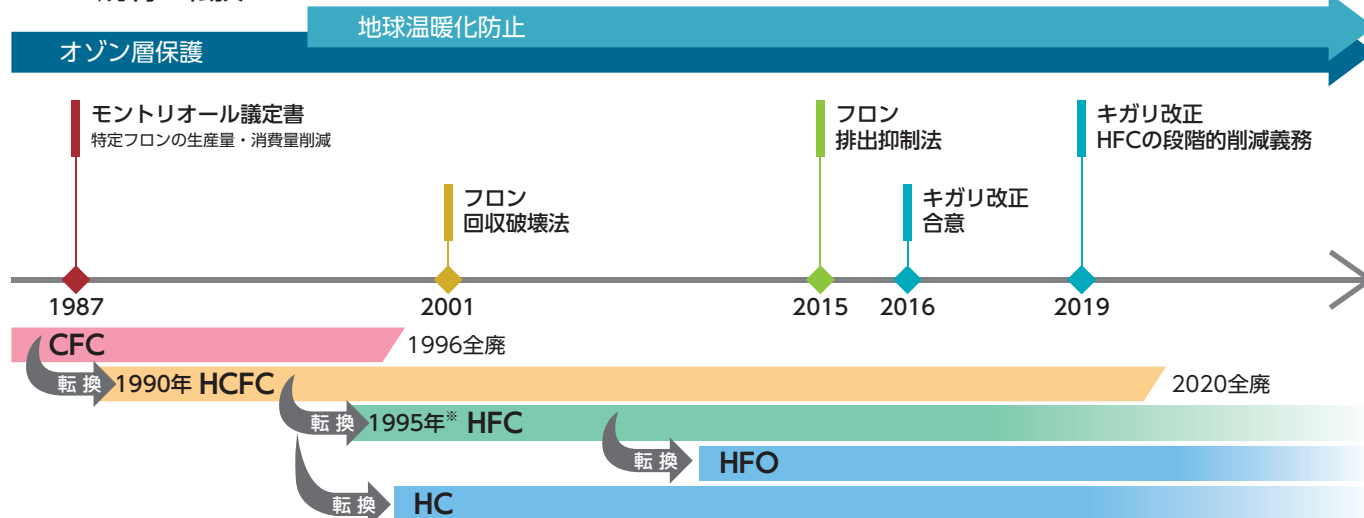 地球温暖化防止
オゾン層保護
モントリオール議定書
特定フロンの生産量・消費量削減
フロン
排出抑制法
キガリ改正
HFCの段階的削減義務
フロン
回収破壊法
キガリ改正
合意
1987
2001
2015
2016
2019
CFC
1996全廃
転換
1990年 HCFC
2020全廃
転換
1995年※ HFC
転換
HFO
転換
HC